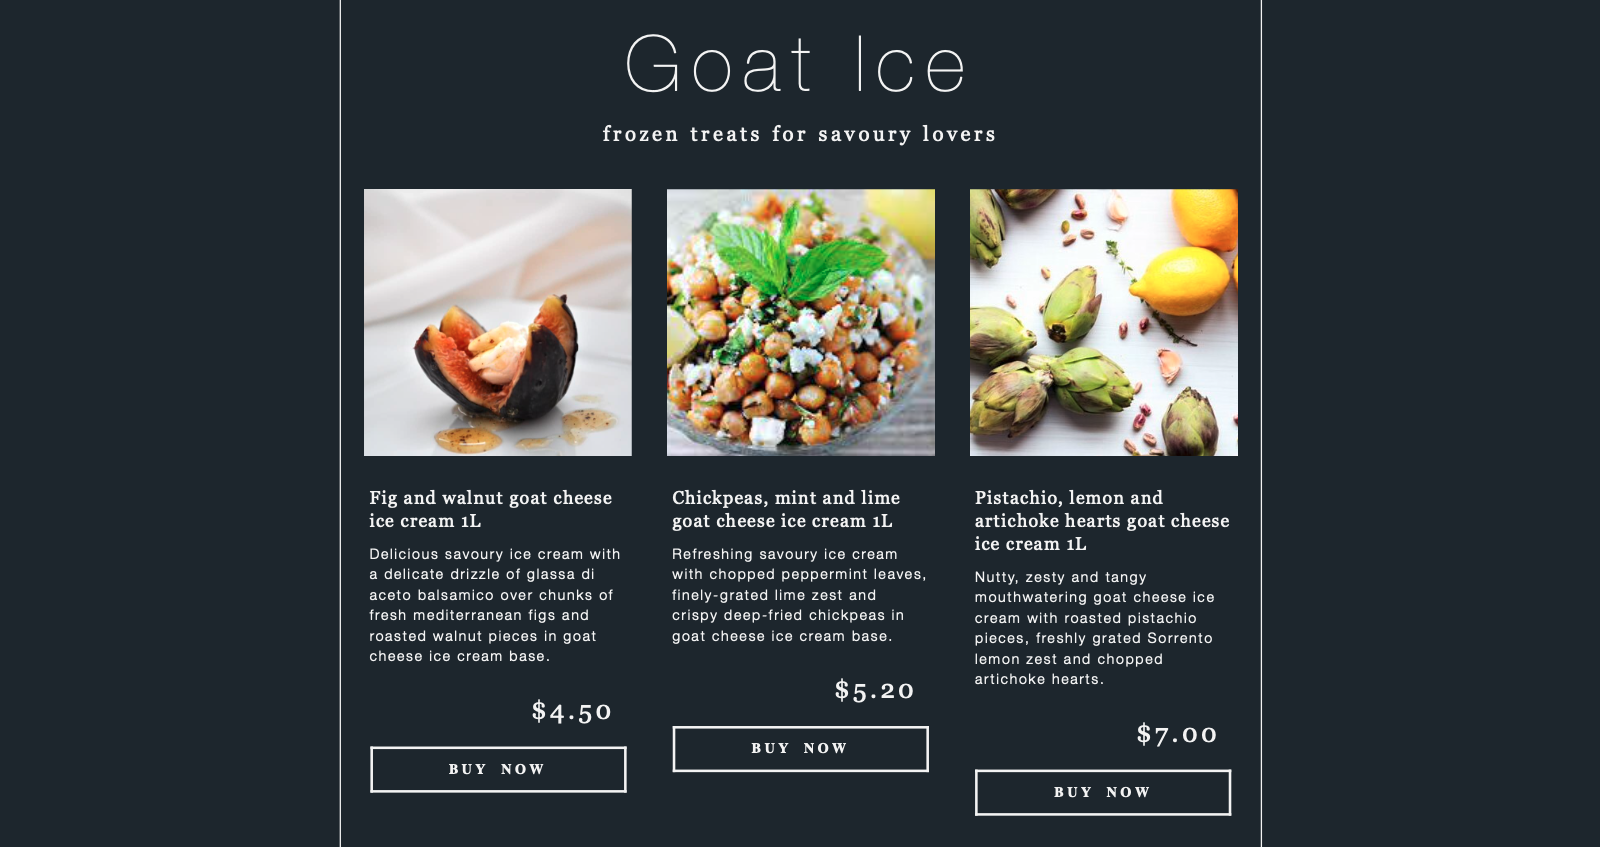 Goat Ice
frozen treats for savoury lovers
Fig and walnut goat cheese
ice cream 1L
Delicious savoury ice cream with
a delicate drizzle of glassa di
aceto balsamico over chunks of
fresh mediterranean figs and
roasted walnut pieces in goat
cheese ice cream base.
$4.50
BUY NOW
Chickpeas, mint and lime
goat cheese ice cream 1L
Refreshing savoury ice cream
with chopped peppermint leaves,
finely-grated lime zest and
crispy deep-fried chickpeas in
goat cheese ice cream base.
$5.20
BUY NOW
Pistachio, lemon and
artichoke hearts goat cheese
ice cream 1L
Nutty, zesty and tangy
mouthwatering goat cheese ice
cream with roasted pistachio
pieces, freshly grated Sorrento
lemon zest and chopped
artichoke hearts.
$7.00
BUY NOW